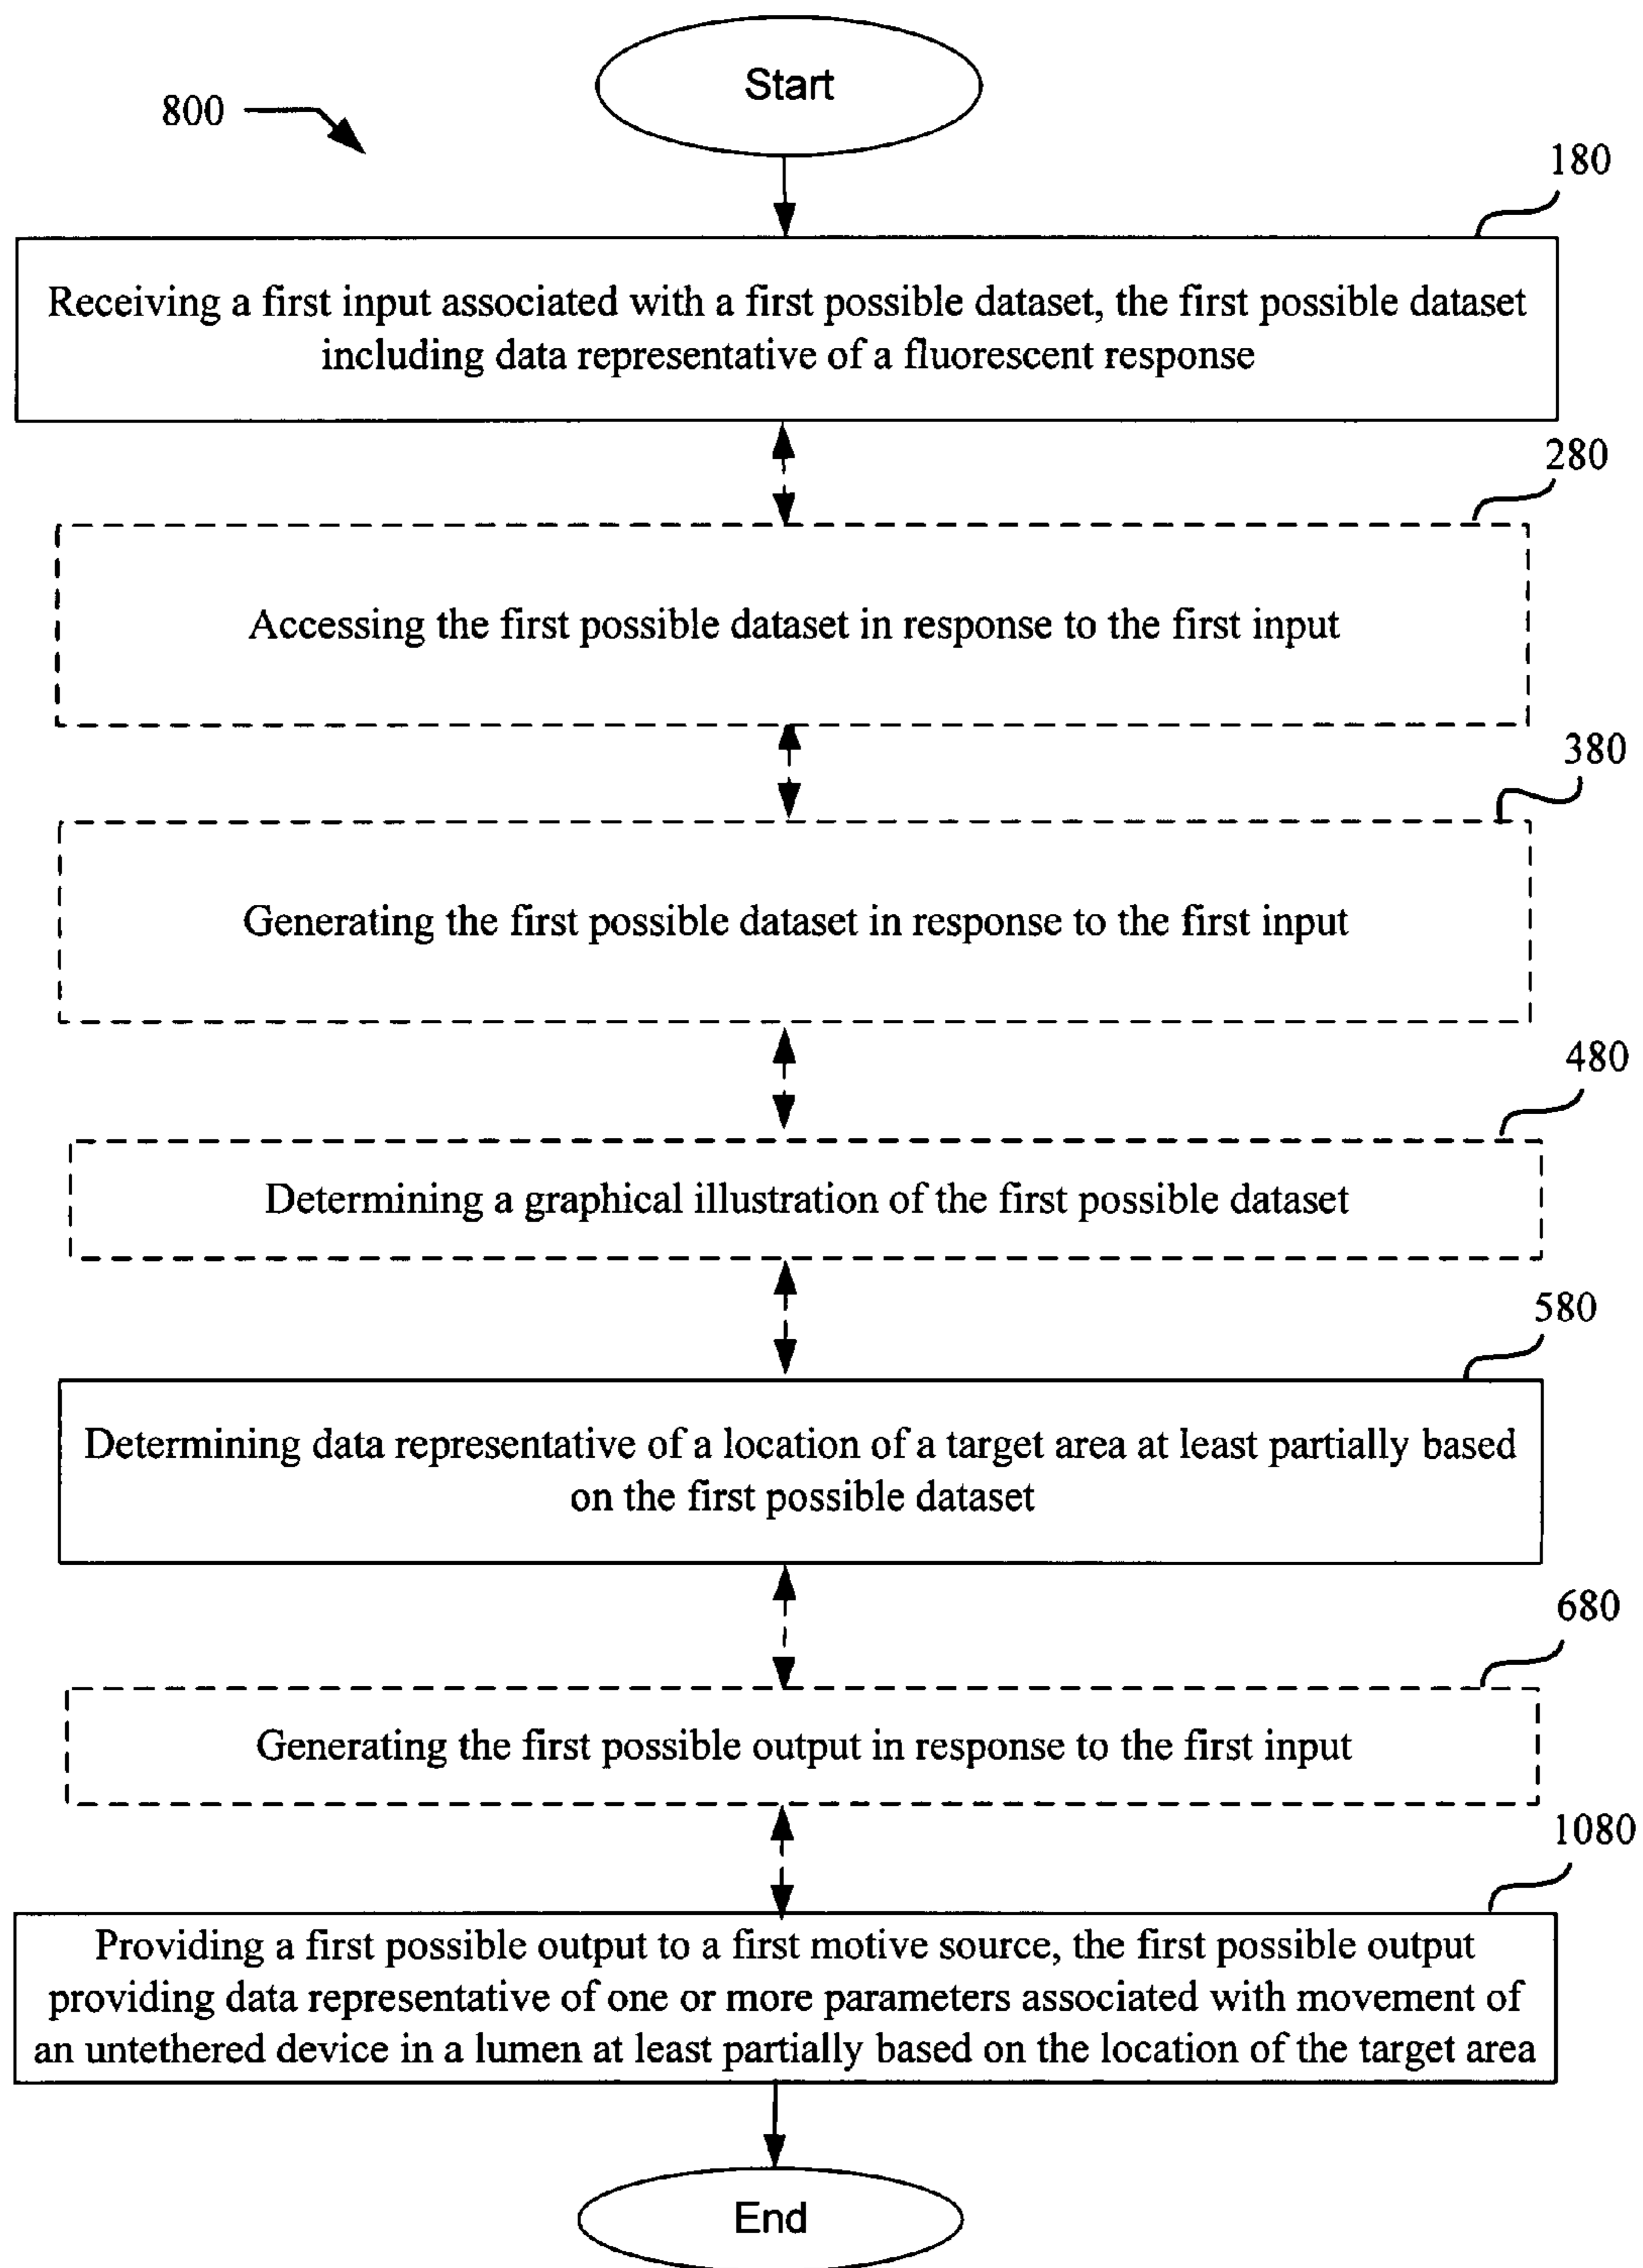 Start
800
180
Receiving a first input associated with a first possible dataset, the first possible dataset
including data representative of a fluorescent response
280
Accessing the first possible dataset in response to the first input
380
Generating the first possible dataset in response to the first input
480
Determining a graphical illustration of the first possible dataset
580
Determining data representative of a location of a target area at least partially based
on the first possible dataset
680
Generating the first possible output in response to the first input
1080
Providing a first possible output to a first motive source, the first possible output
providing data representative of one or more parameters associated with movement of
an untethered device in a lumen at least partially based on the location of the target area
End